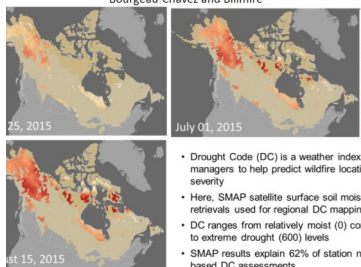 Bourgeau-Chavez and Billmire
25, 2015
July 01, 2015
st 15, 2015
• Drought Code (DC) is a weather index
managers to help predict wildfire locati
severity
• Here, SMAP satellite surface soil mois
retrievals used for regional DC mappin
• DC ranges from relatively moist (0) co
to extreme drought (600) levels
• SMAP results explain 62% of station m
based DC assessments